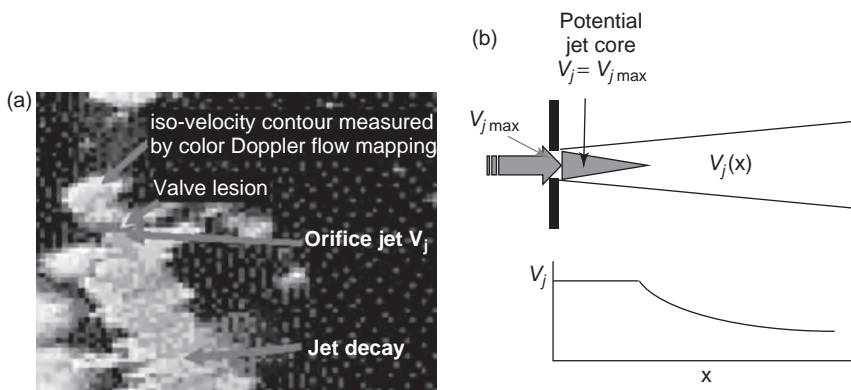 (a)
iso-velocity contour measured
by color Doppler flow mapping
Valve lesion
Orifice jet Vj
Jet decay
(b)
Potential
jet core
Vj = Vj max
Vj max
Vj(x)
Vj
x